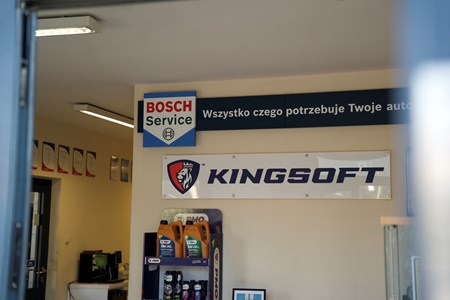 BOSCH
Service
Wszystko czego potrzebuje Twoje auto
KINGSOFT